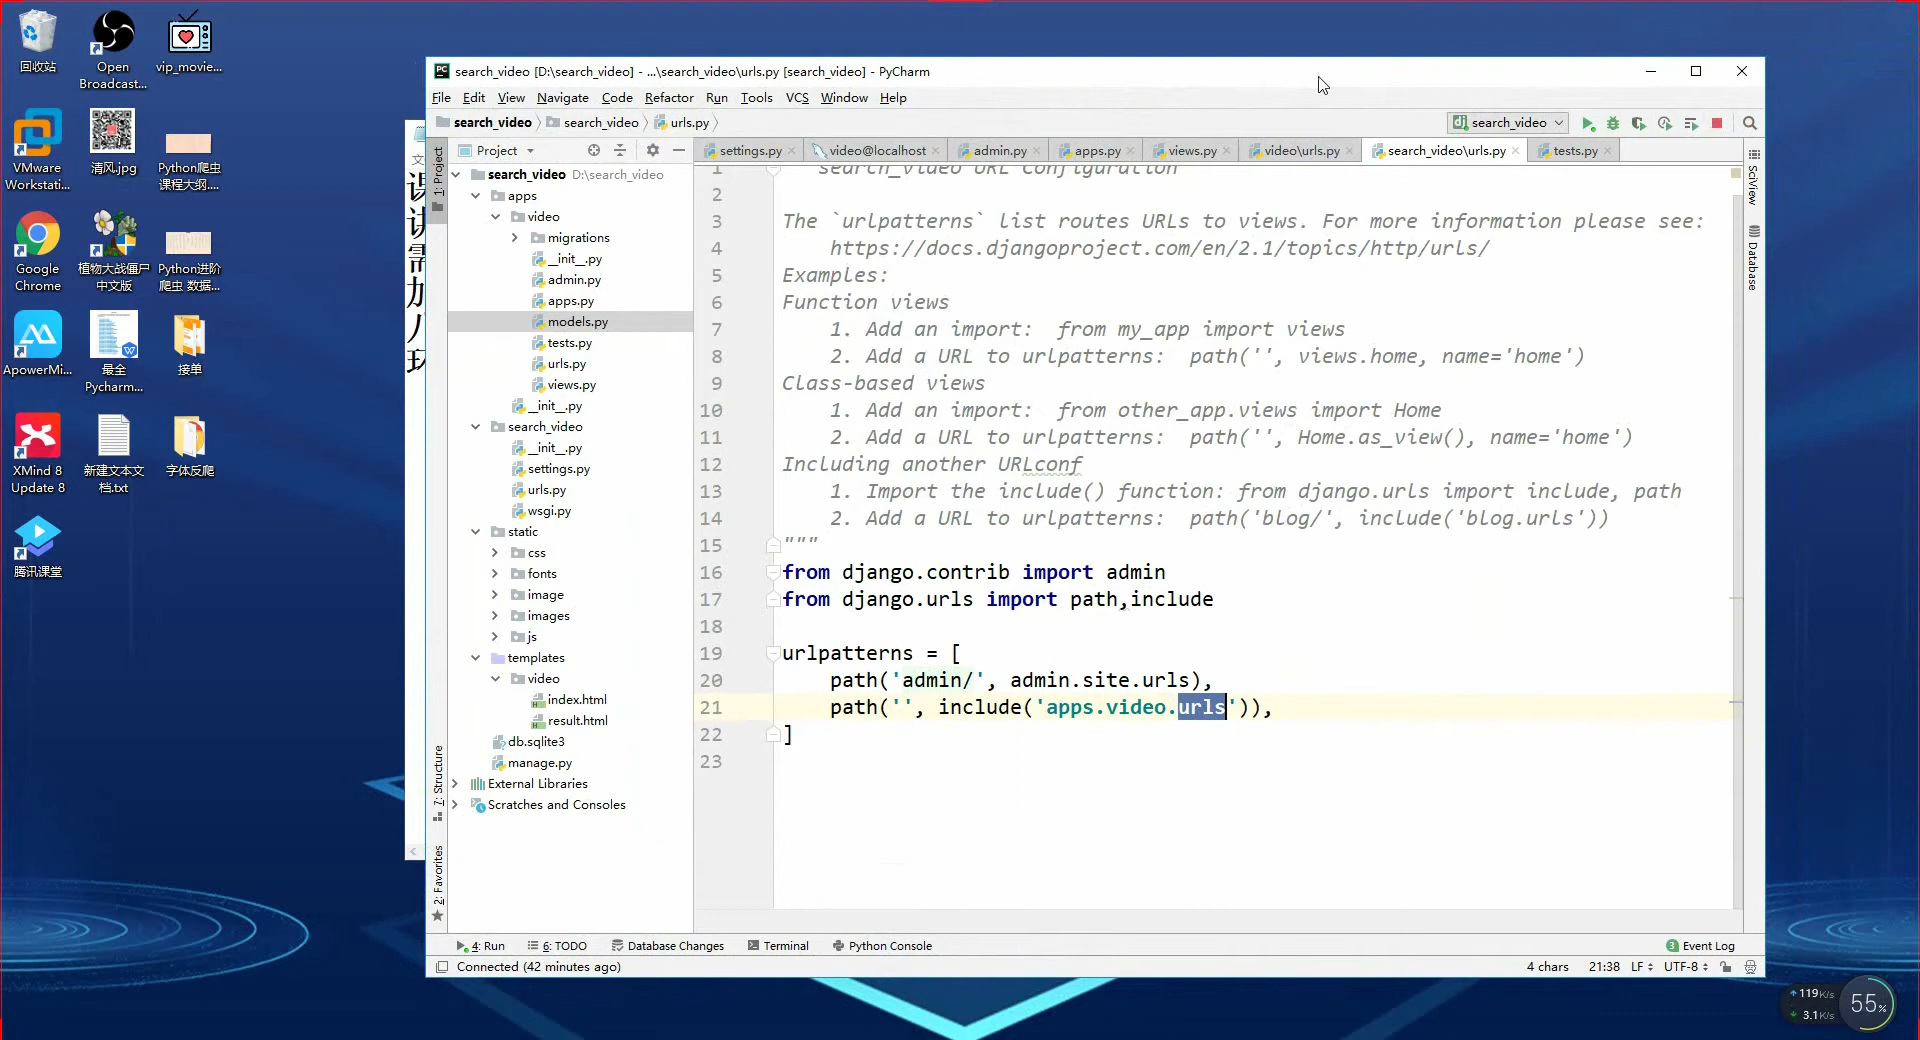 回收站
Open
Broadcast...
vip_movie...
VMware
Workstati...
清风.jpg
Python爬虫
课程大纲....
Google
Chrome
植物大战僵尸
中文版
Python进阶
爬虫 数据...
ApowerMi...
最全
Pycharm...
接单
XMind 8
Update 8
新建文本文
档.txt
字体反爬
腾讯课堂
search_video [D:\search_video] - ...\search_video\urls.py [search_video] - PyCharm
File Edit View Navigate Code Refactor Run Tools VCS Window Help
search_video search_video urls.py
search_video
1: Project
7: Structure
2: Favorites
Project
search_video D:\search_video
apps
video
migrations
__init__.py
admin.py
apps.py
models.py
tests.py
urls.py
views.py
__init__.py
search_video
__init__.py
settings.py
urls.py
wsgi.py
static
css
fonts
image
images
js
templates
video
index.html
result.html
db.sqlite3
manage.py
External Libraries
Scratches and Consoles
settings.py video@localhost admin.py apps.py views.py video\urls.py search_video\urls.py tests.py
1 search_video URL Configuration
2
3 The `urlpatterns` list routes URLs to views. For more information please see:
4 https://docs.djangoproject.com/en/2.1/topics/http/urls/
5 Examples:
6 Function views
7 1. Add an import:  from my_app import views
8 2. Add a URL to urlpatterns:  path('', views.home, name='home')
9 Class-based views
10 1. Add an import:  from other_app.views import Home
11 2. Add a URL to urlpatterns:  path('', Home.as_view(), name='home')
12 Including another URLconf
13 1. Import the include() function: from django.urls import include, path
14 2. Add a URL to urlpatterns:  path('blog/', include('blog.urls'))
15 """
16 from django.contrib import admin
17 from django.urls import path,include
18
19 urlpatterns = [
20 path('admin/', admin.site.urls),
21 path('', include('apps.video.urls')),
22 ]
23
SciView
Database
4: Run 6: TODO Database Changes Terminal Python Console 3 Event Log
Connected (42 minutes ago) 4 chars 21:38 LF UTF-8
119K/s
3.1K/s
55%